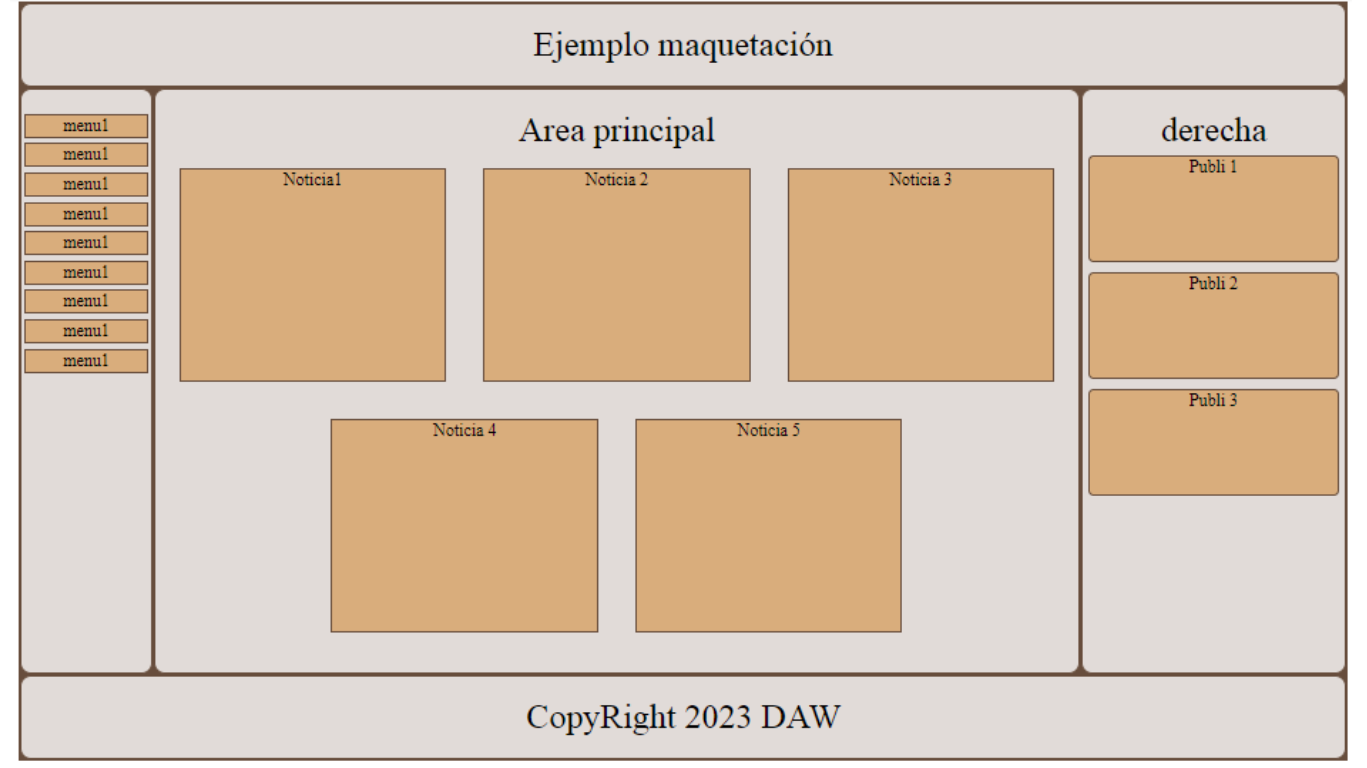 Ejemplo maquetación
menu1
menu1
menu1
menu1
menu1
menu1
menu1
menu1
menu1
Area principal
Noticia1
Noticia 2
Noticia 3
Noticia 4
Noticia 5
derecha
Publi 1
Publi 2
Publi 3
CopyRight 2023 DAW